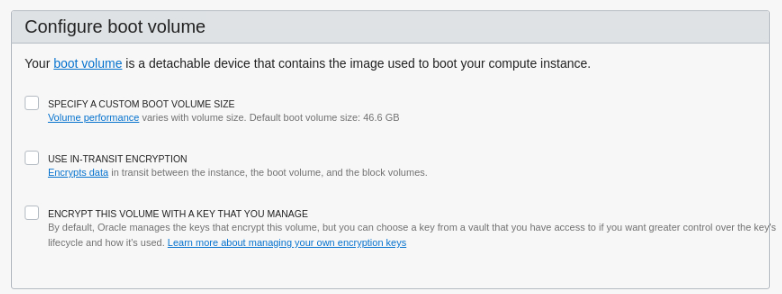 Configure boot volume
Your boot volume is a detachable device that contains the image used to boot your compute instance.
SPECIFY A CUSTOM BOOT VOLUME SIZE
Volume performance varies with volume size. Default boot volume size: 46.6 GB
USE IN-TRANSIT ENCRYPTION
Encrypts data in transit between the instance, the boot volume, and the block volumes.
ENCRYPT THIS VOLUME WITH A KEY THAT YOU MANAGE
By default, Oracle manages the keys that encrypt this volume, but you can choose a key from a vault that you have access to if you want greater control over the key's
lifecycle and how it's used. Learn more about managing your own encryption keys